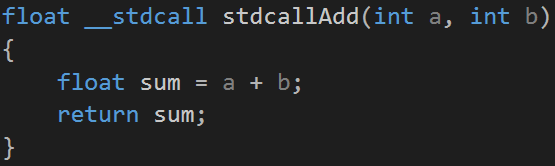 float __stdcall stdcallAdd(int a, int b)
{
    float sum = a + b;
    return sum;
}